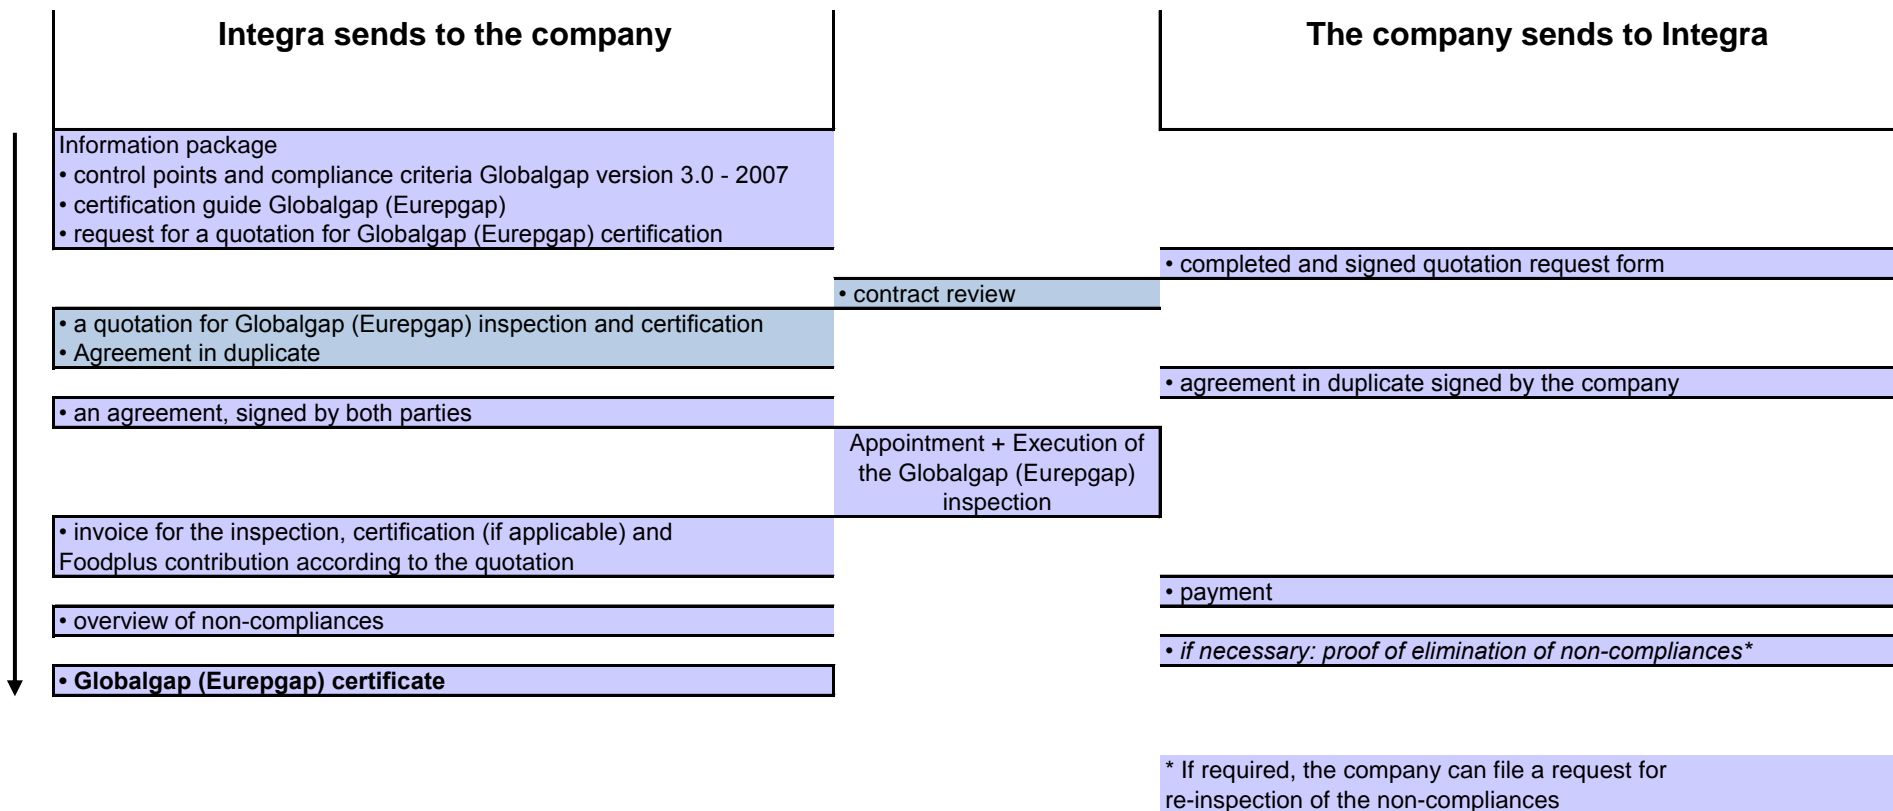 Integra sends to the company
The company sends to Integra
Information package
• control points and compliance criteria Globalgap version 3.0 - 2007
• certification guide Globalgap (Eurepgap)
• request for a quotation for Globalgap (Eurepgap) certification
• completed and signed quotation request form
• contract review
• a quotation for Globalgap (Eurepgap) inspection and certification
• Agreement in duplicate
• agreement in duplicate signed by the company
• an agreement, signed by both parties
Appointment + Execution of
the Globalgap (Eurepgap)
inspection
• invoice for the inspection, certification (if applicable) and
Foodplus contribution according to the quotation
• payment
• overview of non-compliances
• if necessary: proof of elimination of non-compliances*
• Globalgap (Eurepgap) certificate
* If required, the company can file a request for
re-inspection of the non-compliances